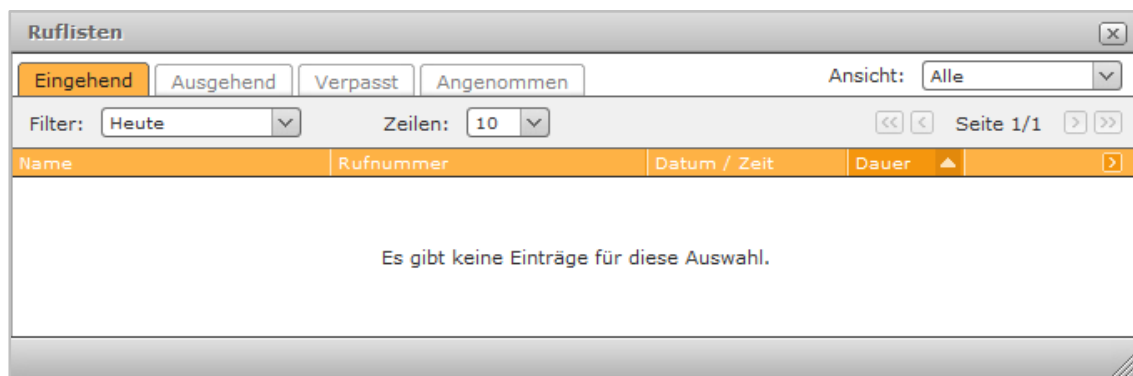 Ruflisten
Eingehend Ausgehend Verpasst Angenommen Ansicht: Alle
Filter: Heute Zeilen: 10 Seite 1/1
Name Rufnummer Datum / Zeit Dauer
Es gibt keine Einträge für diese Auswahl.